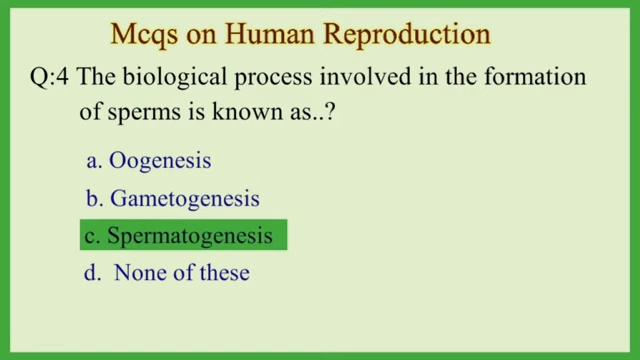 Mcqs on Human Reproduction
Q:4 The biological process involved in the formation
of sperms is known as..?
a. Oogenesis
b. Gametogenesis
c. Spermatogenesis
d. None of these